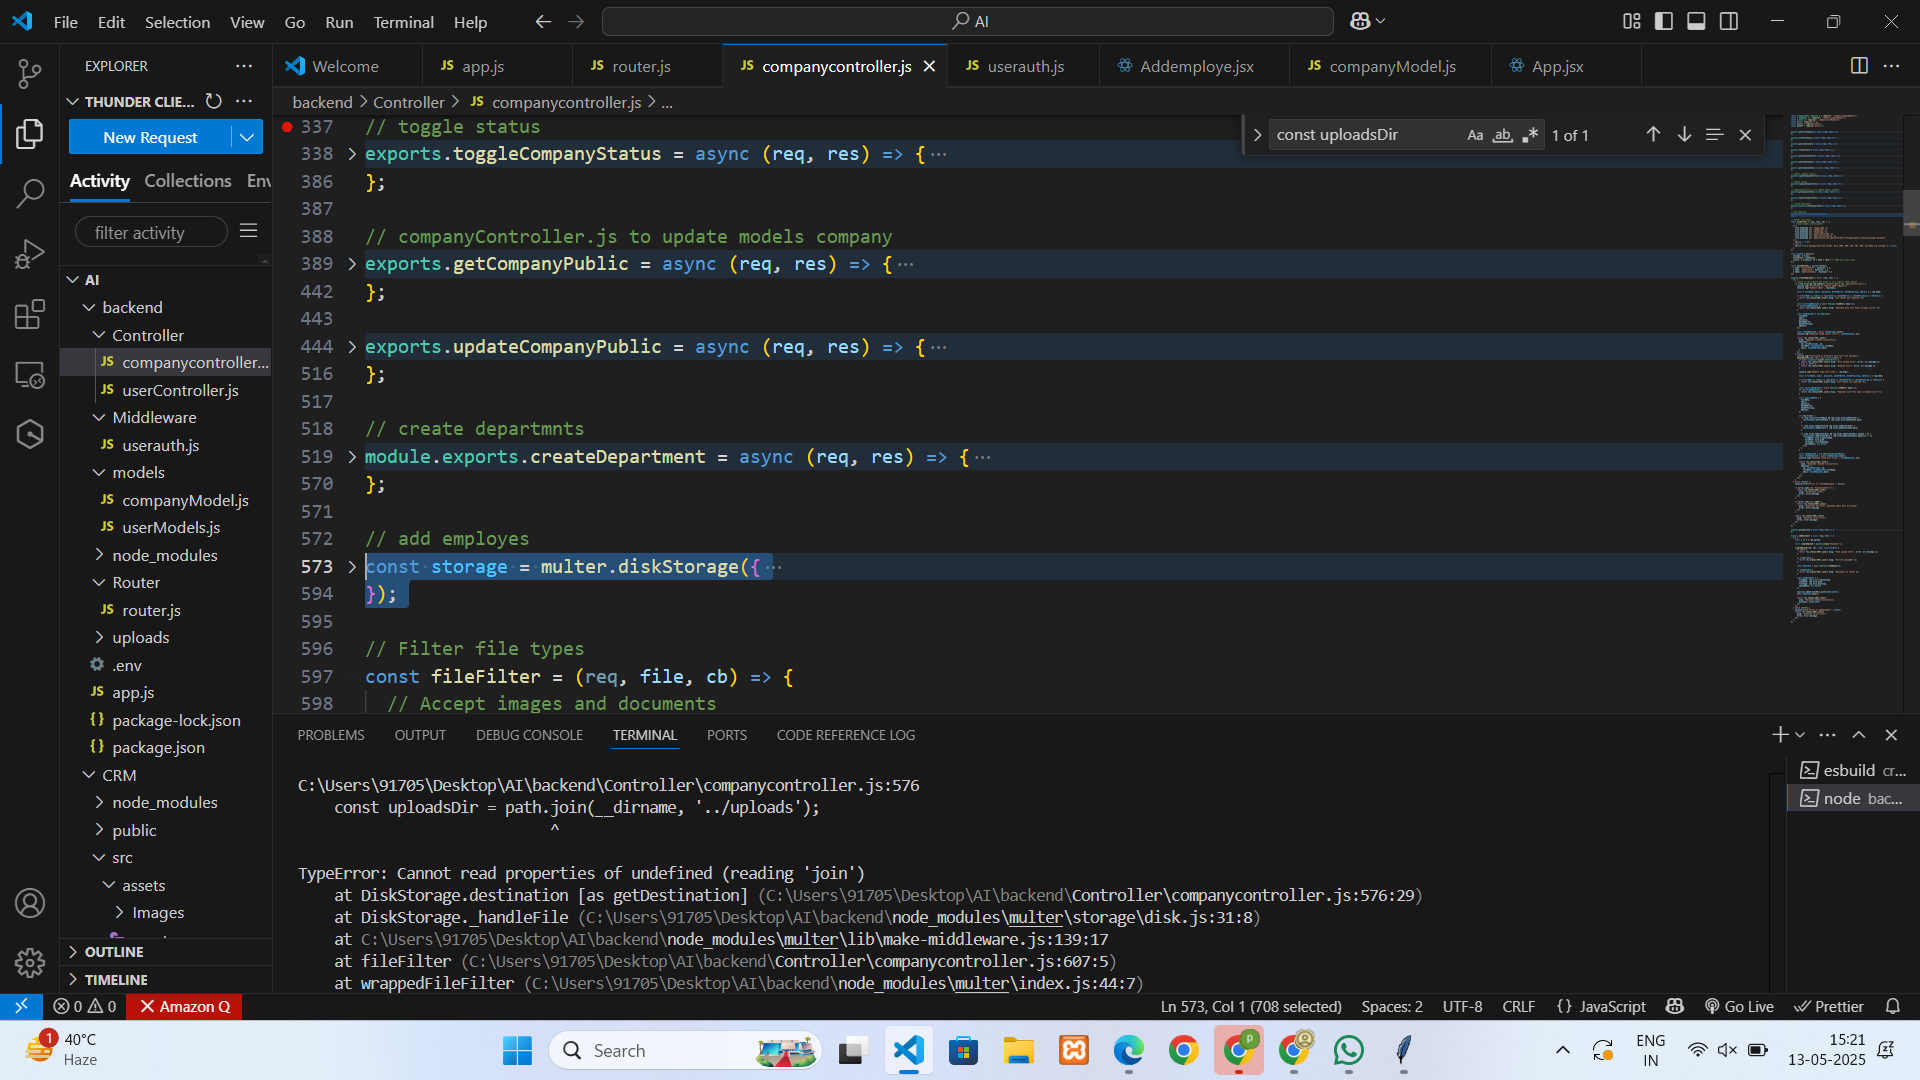 File Edit Selection View Go Run Terminal Help
AI
EXPLORER
THUNDER CLIE...
New Request
Activity Collections Env
filter activity
AI
backend
Controller
JS companycontroller...
JS userController.js
Middleware
JS userauth.js
models
JS companyModel.js
JS userModels.js
node_modules
Router
JS router.js
uploads
.env
JS app.js
{} package-lock.json
{} package.json
CRM
node_modules
public
src
assets
Images
OUTLINE
TIMELINE
Welcome
JS app.js
JS router.js
JS companycontroller.js
JS userauth.js
Addemploye.jsx
JS companyModel.js
App.jsx
backend > Controller > JS companycontroller.js > ...
const uploadsDir Aa ab 1 of 1
337 // toggle status
338 exports.toggleCompanyStatus = async (req, res) => {···
386 };
387
388 // companyController.js to update models company
389 exports.getCompanyPublic = async (req, res) => {···
442 };
443
444 exports.updateCompanyPublic = async (req, res) => {···
516 };
517
518 // create departmnts
519 module.exports.createDepartment = async (req, res) => {···
570 };
571
572 // add employes
573 const storage = multer.diskStorage({···
594 });
595
596 // Filter file types
597 const fileFilter = (req, file, cb) => {
598 // Accept images and documents
PROBLEMS OUTPUT DEBUG CONSOLE TERMINAL PORTS CODE REFERENCE LOG
C:\Users\91705\Desktop\AI\backend\Controller\companycontroller.js:576
const uploadsDir = path.join(__dirname, '../uploads');
^
TypeError: Cannot read properties of undefined (reading 'join')
at DiskStorage.destination [as getDestination] (C:\Users\91705\Desktop\AI\backend\Controller\companycontroller.js:576:29)
at DiskStorage._handleFile (C:\Users\91705\Desktop\AI\backend\node_modules\multer\storage\disk.js:31:8)
at C:\Users\91705\Desktop\AI\backend\node_modules\multer\lib\make-middleware.js:139:17
at fileFilter (C:\Users\91705\Desktop\AI\backend\Controller\companycontroller.js:607:5)
at wrappedFileFilter (C:\Users\91705\Desktop\AI\backend\node_modules\multer\index.js:44:7)
esbuild cr...
node bac...
0 0 Amazon Q
Ln 573, Col 1 (708 selected) Spaces: 2 UTF-8 CRLF {} JavaScript Go Live Prettier
1
40°C
Haze
Search
P
ENG
IN
15:21
13-05-2025